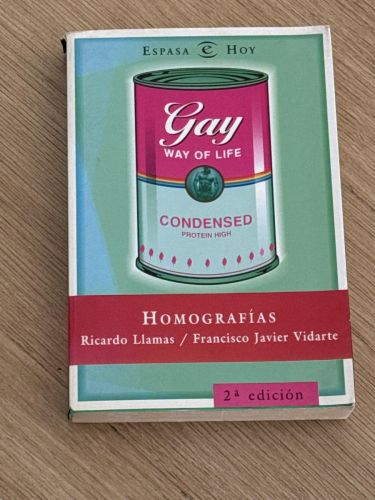 ESPASA e HOY
Gay
WAY OF LIFE
CONDENSED
PROTEIN HIGH
HOMOGRAFÍAS
Ricardo Llamas / Francisco Javier Vidarte
2ª edición